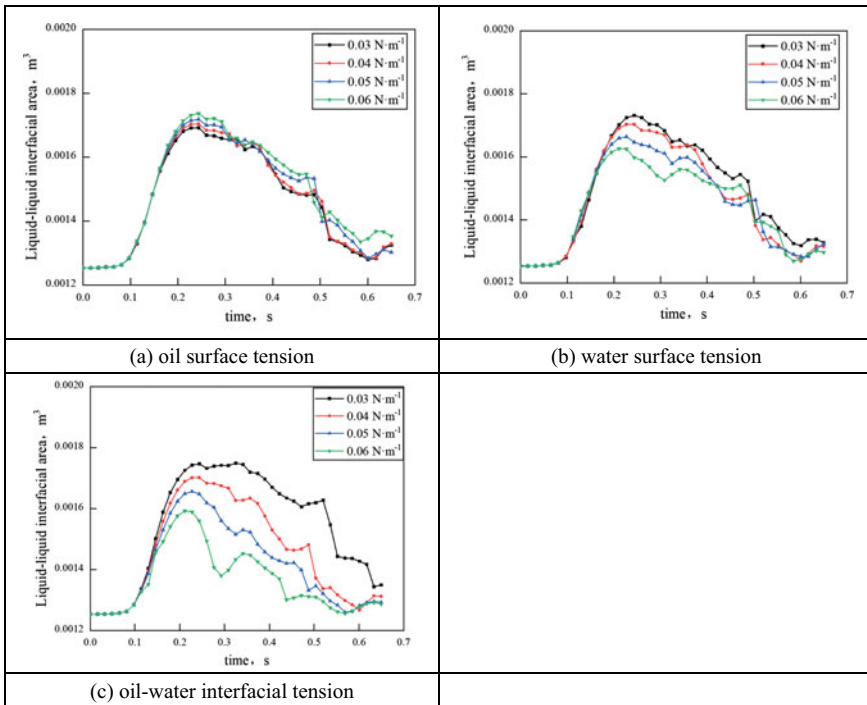 0.0020
0.0018
0.0016
0.0014
0.0012
Liquid-liquid interfacial area, m³
0.03 N·m⁻¹
0.04 N·m⁻¹
0.05 N·m⁻¹
0.06 N·m⁻¹
0.0 0.1 0.2 0.3 0.4 0.5 0.6 0.7
time, s
(a) oil surface tension
0.0020
0.0018
0.0016
0.0014
0.0012
Liquid-liquid interfacial area, m³
0.03 N·m⁻¹
0.04 N·m⁻¹
0.05 N·m⁻¹
0.06 N·m⁻¹
0.0 0.1 0.2 0.3 0.4 0.5 0.6 0.7
time, s
(b) water surface tension
0.0020
0.0018
0.0016
0.0014
0.0012
Liquid-liquid interfacial area, m³
0.03 N·m⁻¹
0.04 N·m⁻¹
0.05 N·m⁻¹
0.06 N·m⁻¹
0.0 0.1 0.2 0.3 0.4 0.5 0.6 0.7
time, s
(c) oil-water interfacial tension